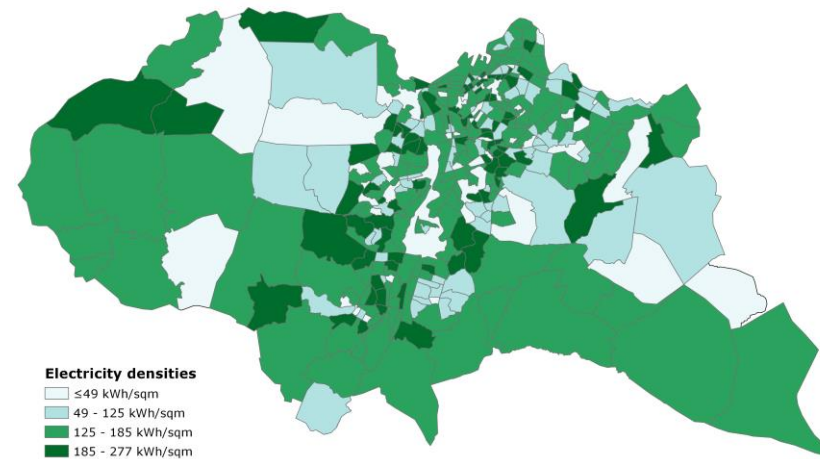 Electricity densities
≤49 kWh/sqm
49 - 125 kWh/sqm
125 - 185 kWh/sqm
185 - 277 kWh/sqm